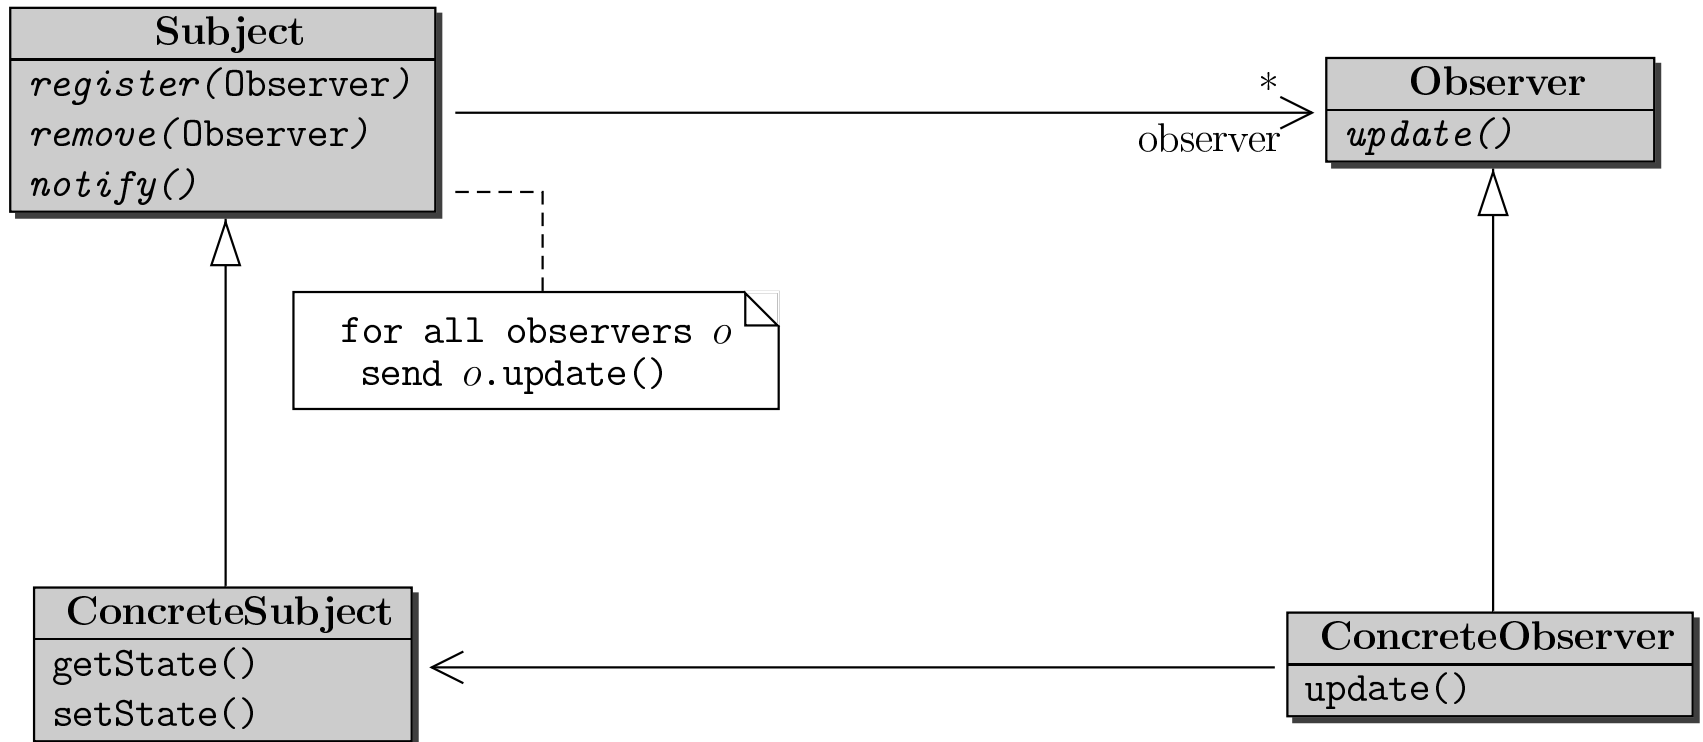 Subject
register(Observer)
remove(Observer)
notify()
*
observer
Observer
update()
for all observers o
send o.update()
ConcreteSubject
getState()
setState()
ConcreteObserver
update()